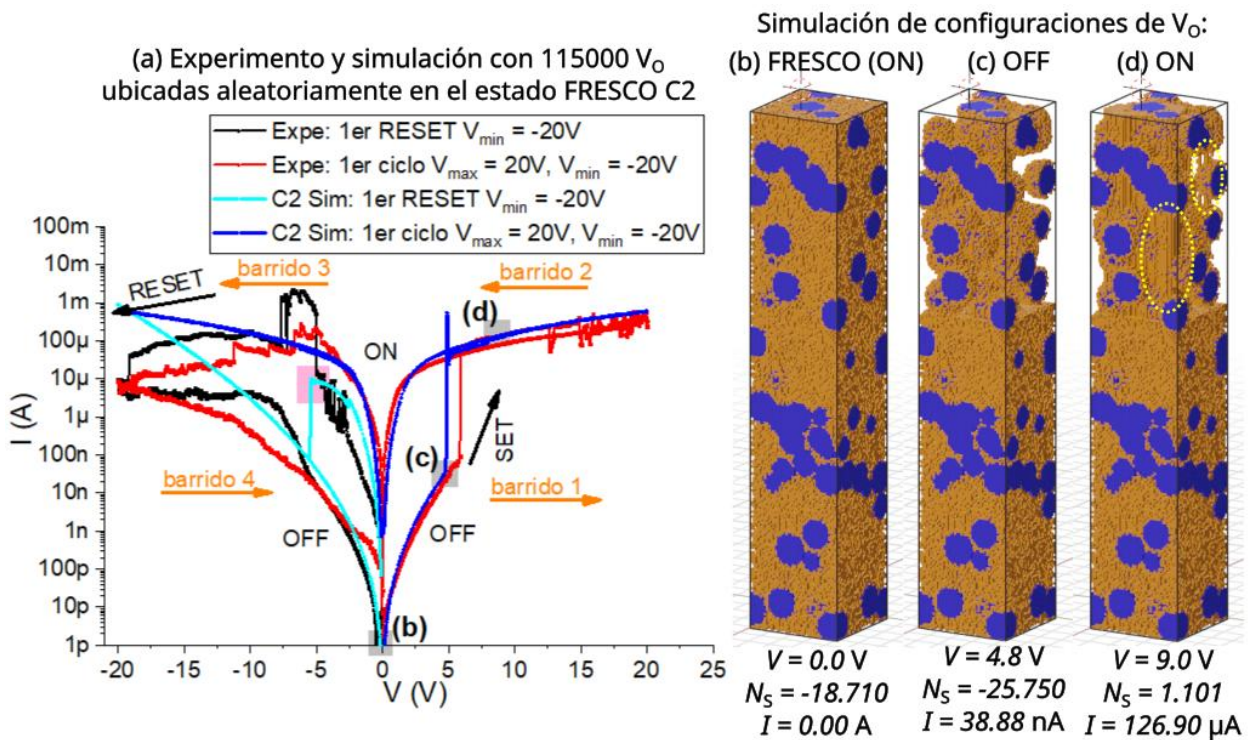 (a) Experimento y simulación con 115000 V_O
ubicadas aleatoriamente en el estado FRESCO C2
Expe: 1er RESET V_min = -20V
Expe: 1er ciclo V_max = 20V, V_min = -20V
C2 Sim: 1er RESET V_min = -20V
C2 Sim: 1er ciclo V_max = 20V, V_min = -20V
100m
10m
1m
100µ
10µ
1µ
100n
10n
1n
100p
10p
1p
I (A)
RESET
barrido 3
barrido 2
(d)
ON
(c)
SET
barrido 4
barrido 1
OFF
OFF
(b)
-20
-15
-10
-5
0
5
10
15
20
25
V (V)
Simulación de configuraciones de V_O:
(b) FRESCO (ON)
(c) OFF
(d) ON
V = 0.0 V
N_S = -18.710
I = 0.00 A
V = 4.8 V
N_S = -25.750
I = 38.88 nA
V = 9.0 V
N_S = 1.101
I = 126.90 µA